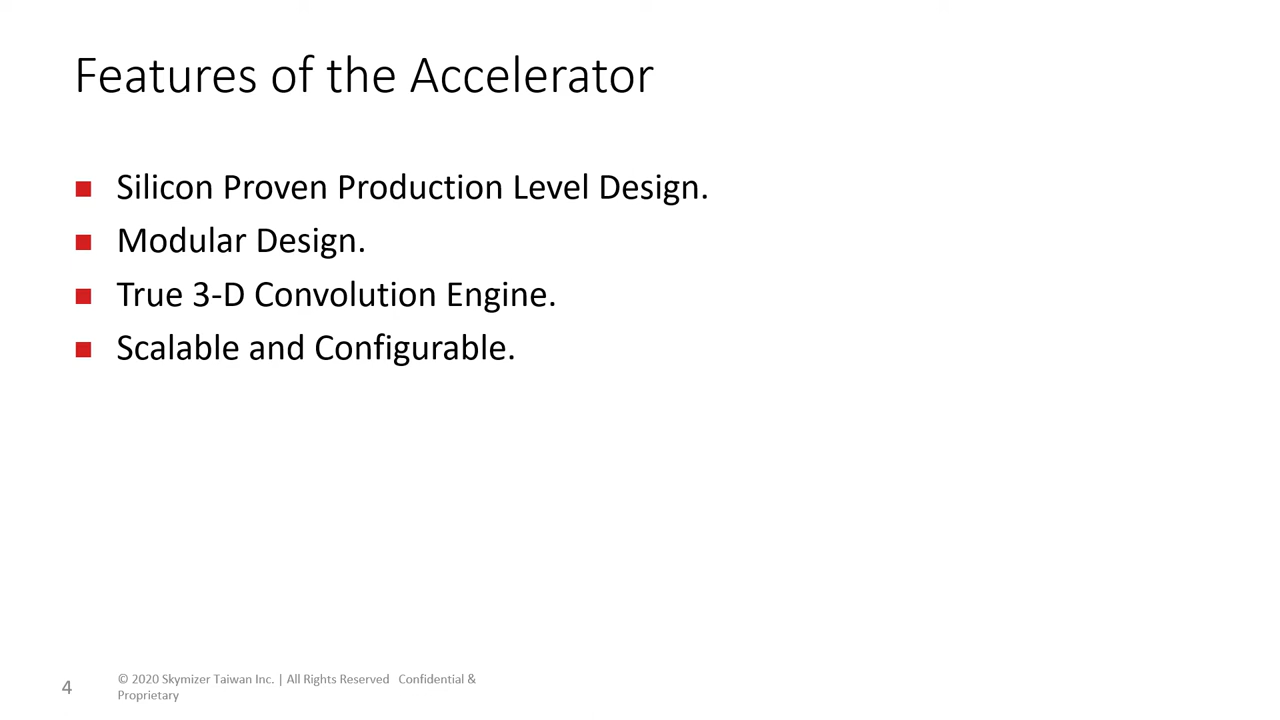 Features of the Accelerator
Silicon Proven Production Level Design.
Modular Design.
True 3-D Convolution Engine.
Scalable and Configurable.
4
© 2020 Skymizer Taiwan Inc. | All Rights Reserved Confidential &
Proprietary